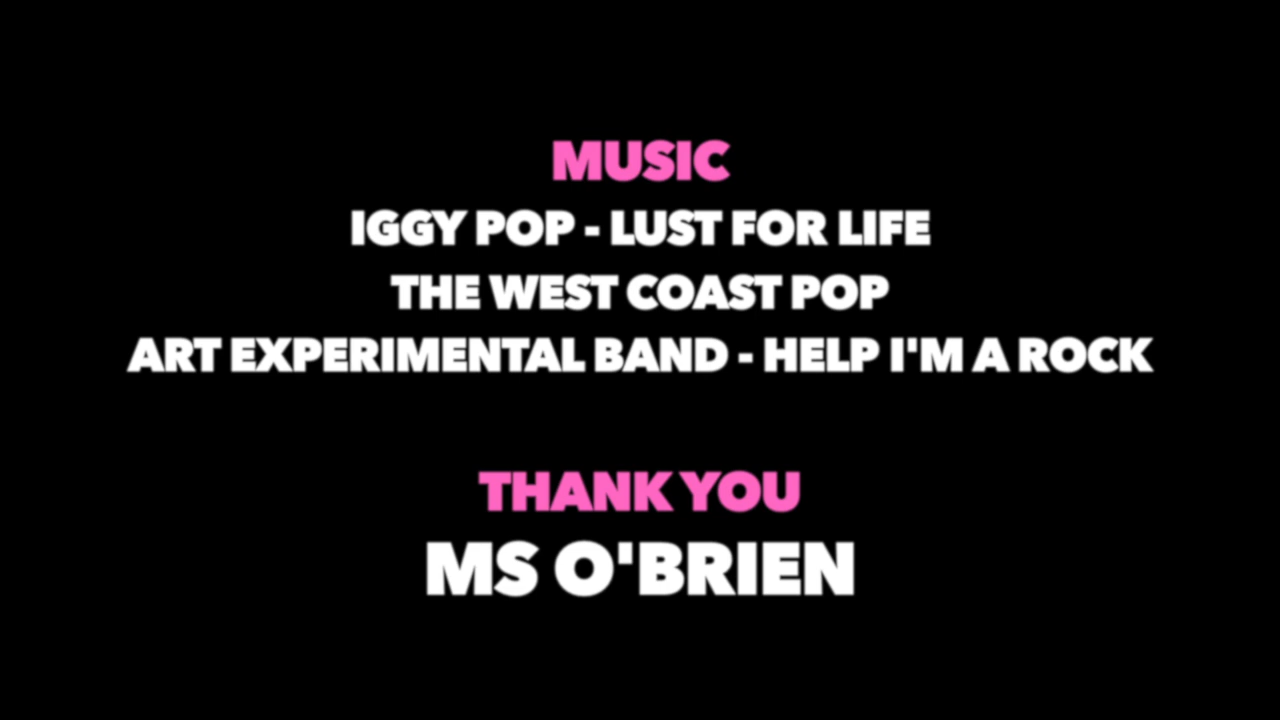 MUSIC
IGGY POP - LUST FOR LIFE
THE WEST COAST POP
ART EXPERIMENTAL BAND - HELP I'M A ROCK
THANK YOU
MS O'BRIEN